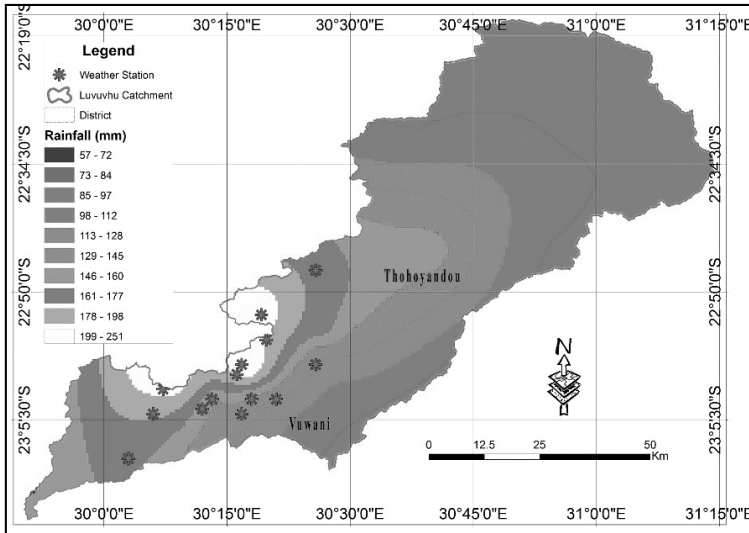 30°0'0"E 30°15'0"E 30°30'0"E 30°45'0"E 31°0'0"E 31°15'0"E
22°19'0"S
22°19'0"S
Legend
Weather Station
Luvuvhu Catchment
District
Rainfall (mm)
57 - 72
73 - 84
85 - 97
98 - 112
113 - 128
129 - 145
146 - 160
161 - 177
178 - 198
199 - 251
22°34'30"S
22°34'30"S
Thohoyandou
22°50'0"S
22°50'0"S
N
Vuwani
23°5'30"S
23°5'30"S
0 12.5 25 50
Km
30°0'0"E 30°15'0"E 30°30'0"E 30°45'0"E 31°0'0"E 31°15'0"E